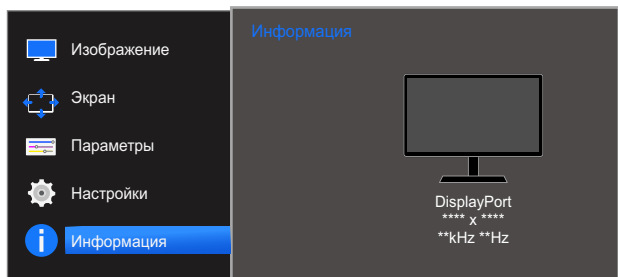 Изображение
Экран
Параметры
Настройки
Информация
Информация
DisplayPort
**** x ****
**kHz **Hz